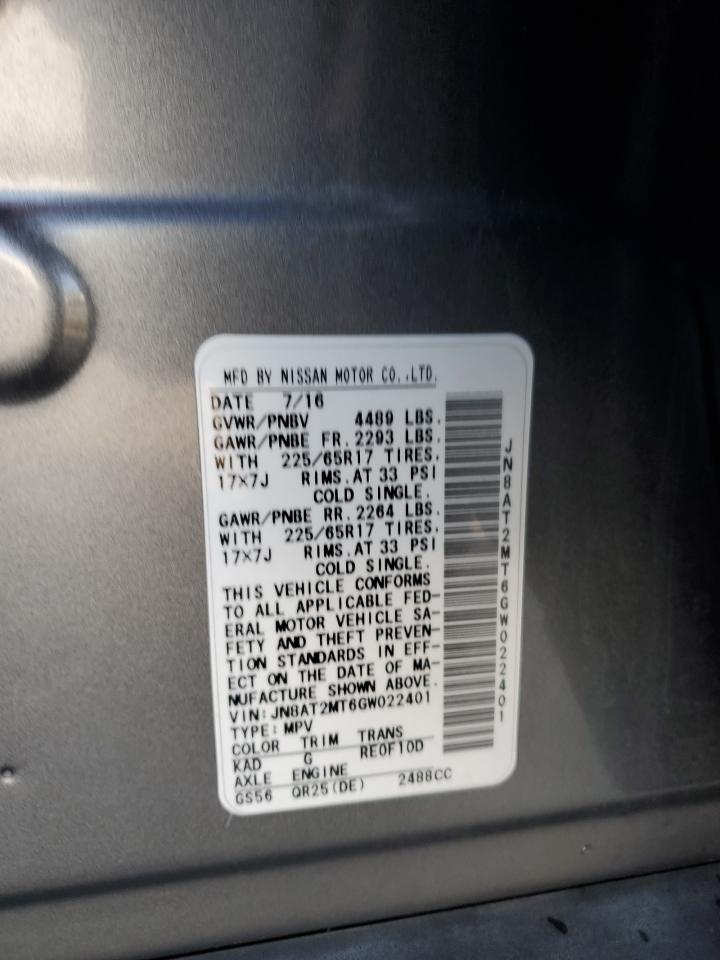 MFD BY NISSAN MOTOR CO.,LTD.
DATE 7/16
GVWR/PNBV 4489 LBS.
GAWR/PNBE FR. 2293 LBS.
WITH 225/65R17 TIRES,
17×7J RIMS.AT 33 PSI
COLD SINGLE.
GAWR/PNBE RR. 2264 LBS.
WITH 225/65R17 TIRES,
17×7J RIMS.AT 33 PSI
COLD SINGLE.
THIS VEHICLE CONFORMS
TO ALL APPLICABLE FED-
ERAL MOTOR VEHICLE SA-
FETY AND THEFT PREVEN-
TION STANDARDS IN EFF-
ECT ON THE DATE OF MA-
NUFACTURE SHOWN ABOVE.
VIN:JN8AT2MT6GW022401
TYPE:MPV
COLOR TRIM TRANS
KAD G RE0F10D
AXLE ENGINE
GS56 QR25(DE) 2488CC
JN8AT2MT6GW022401